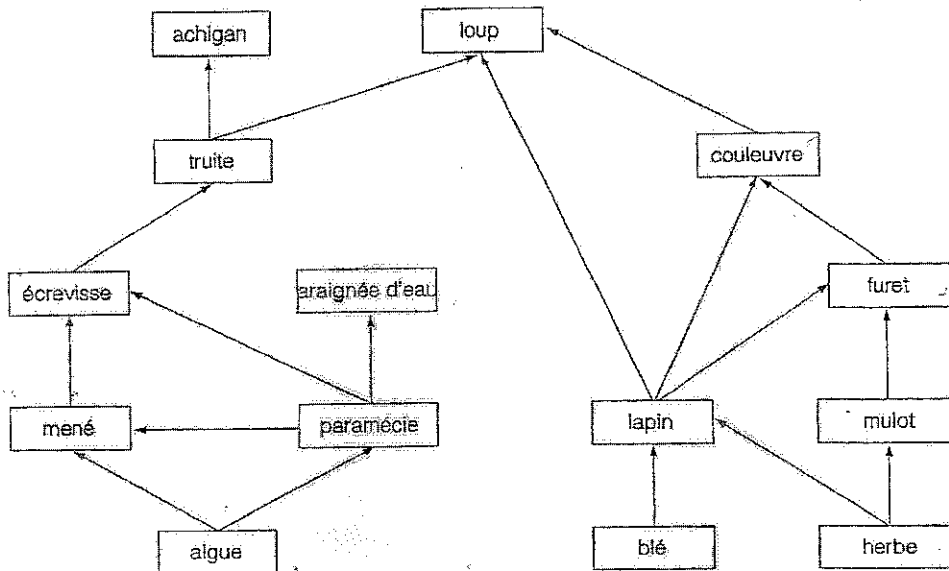 achigan
loup
truite
couleuvre
écrevisse
araignée d'eau
furet
mené
paramécie
lapin
mulot
algue
blé
herbe